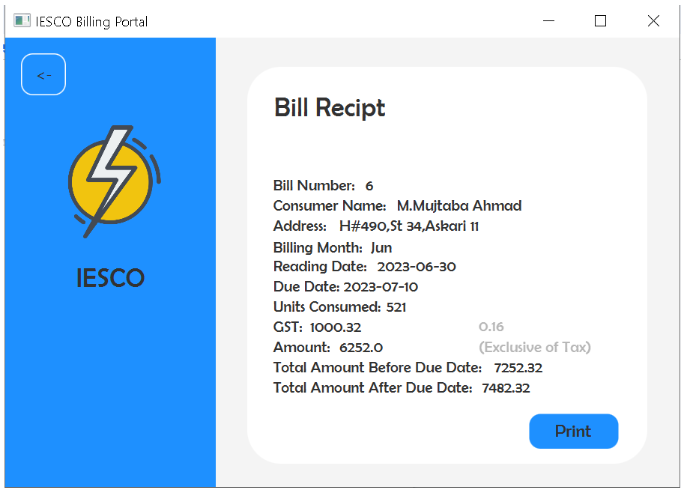 IESCO Billing Portal
<-
IESCO
Bill Recipt
Bill Number: 6
Consumer Name: M.Mujtaba Ahmad
Address: H#490,St 34,Askari 11
Billing Month: Jun
Reading Date: 2023-06-30
Due Date: 2023-07-10
Units Consumed: 521
GST: 1000.32 0.16
Amount: 6252.0 (Exclusive of Tax)
Total Amount Before Due Date: 7252.32
Total Amount After Due Date: 7482.32
Print